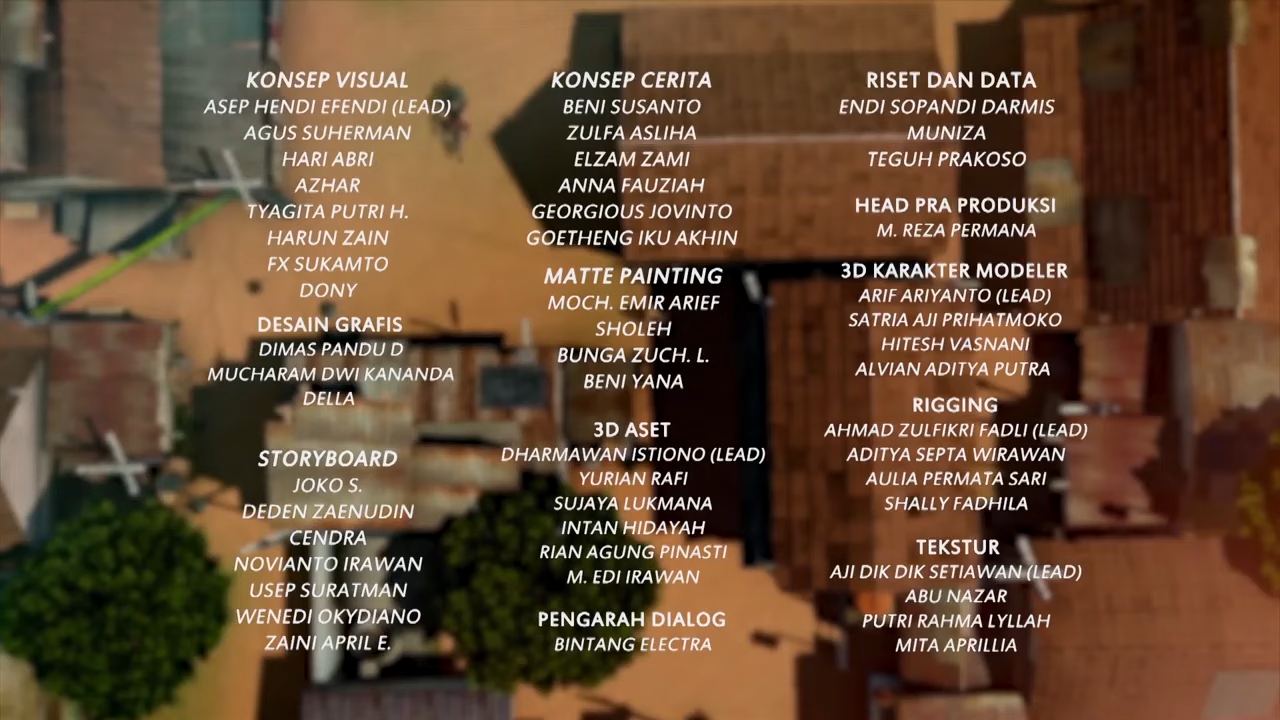 KONSEP VISUAL
ASEP HENDI EFENDI (LEAD)
AGUS SUHERMAN
HARI ABRI
AZHAR
TYAGITA PUTRI H.
HARUN ZAIN
FX SUKAMTO
DONY
DESAIN GRAFIS
DIMAS PANDU D
MUCHARAM DWI KANANDA
DELLA
STORYBOARD
JOKO S.
DEDEN ZAENUDIN
CENDRA
NOVIANTO IRAWAN
USEP SURATMAN
WENEDI OKYDIANO
ZAINI APRIL E.
KONSEP CERITA
BENI SUSANTO
ZULFA ASLIHA
ELZAM ZAMI
ANNA FAUZIAH
GEORGIOUS JOVINTO
GOETHENG IKU AKHIN
MATTE PAINTING
MOCH. EMIR ARIEF
SHOLEH
BUNGA ZUCH. L.
BENI YANA
3D ASET
DHARMAWAN ISTIONO (LEAD)
YURIAN RAFI
SUJAYA LUKMANA
INTAN HIDAYAH
RIAN AGUNG PINASTI
M. EDI IRAWAN
PENGARAH DIALOG
BINTANG ELECTRA
RISET DAN DATA
ENDI SOPANDI DARMIS
MUNIZA
TEGUH PRAKOSO
HEAD PRA PRODUKSI
M. REZA PERMANA
3D KARAKTER MODELER
ARIF ARIYANTO (LEAD)
SATRIA AJI PRIHATMOKO
HITESH VASNANI
ALVIAN ADITYA PUTRA
RIGGING
AHMAD ZULFIKRI FADLI (LEAD)
ADITYA SEPTA WIRAWAN
AULIA PERMATA SARI
SHALLY FADHILA
TEKSTUR
AJI DIK DIK SETIAWAN (LEAD)
ABU NAZAR
PUTRI RAHMA LYLLAH
MITA APRILLIA